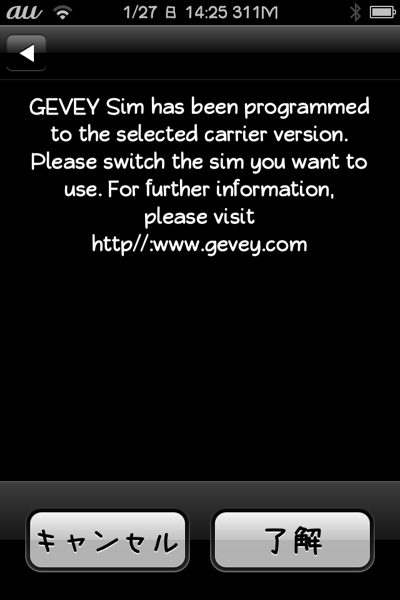 au 1/27 日 14:25 311M
GEVEY Sim has been programmed
to the selected carrier version.
Please switch the sim you want to
use. For further information,
please visit
http//:www.gevey.com
キャンセル 了解